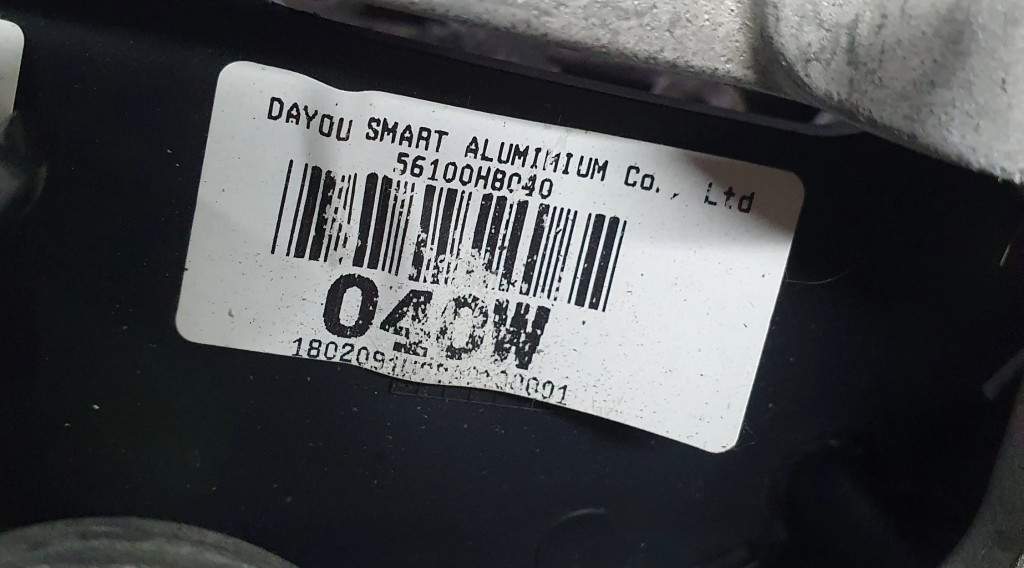 DAYOU SMART ALUMINIUM Co., Ltd
56100H8040
040W